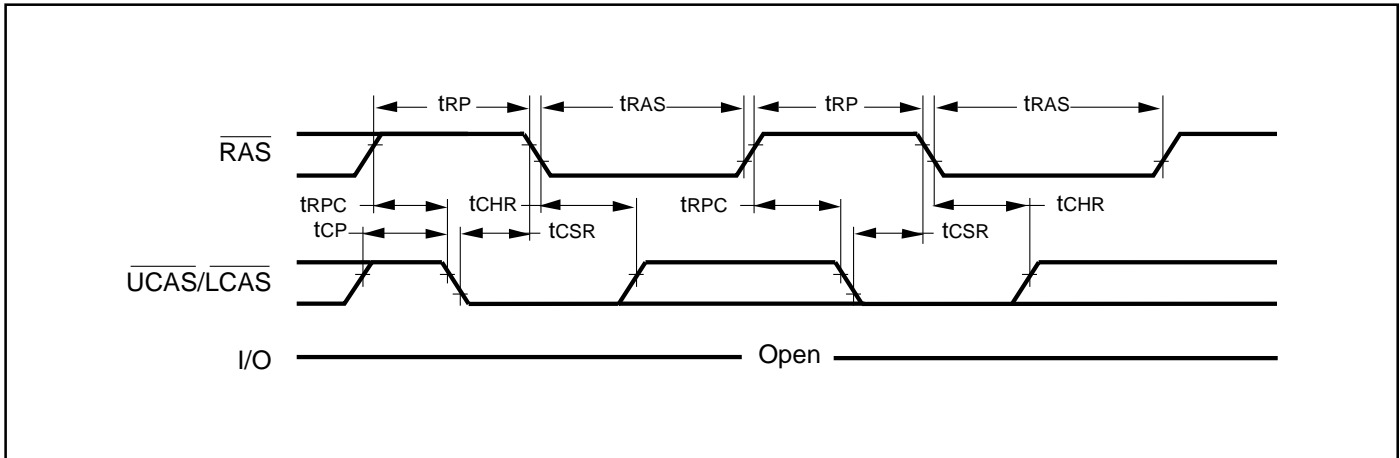 tRP tRAS tRP tRAS
RAS
tRPC tCHR tRPC tCHR
tCP tCSR tCSR
UCAS/LCAS
I/O Open